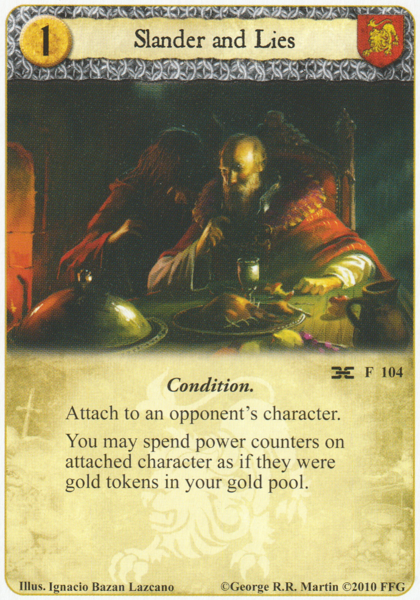 1
Slander and Lies
F 104
Condition.
Attach to an opponent's character.
You may spend power counters on
attached character as if they were
gold tokens in your gold pool.
Illus. Ignacio Bazan Lazcano ©George R.R. Martin ©2010 FFG